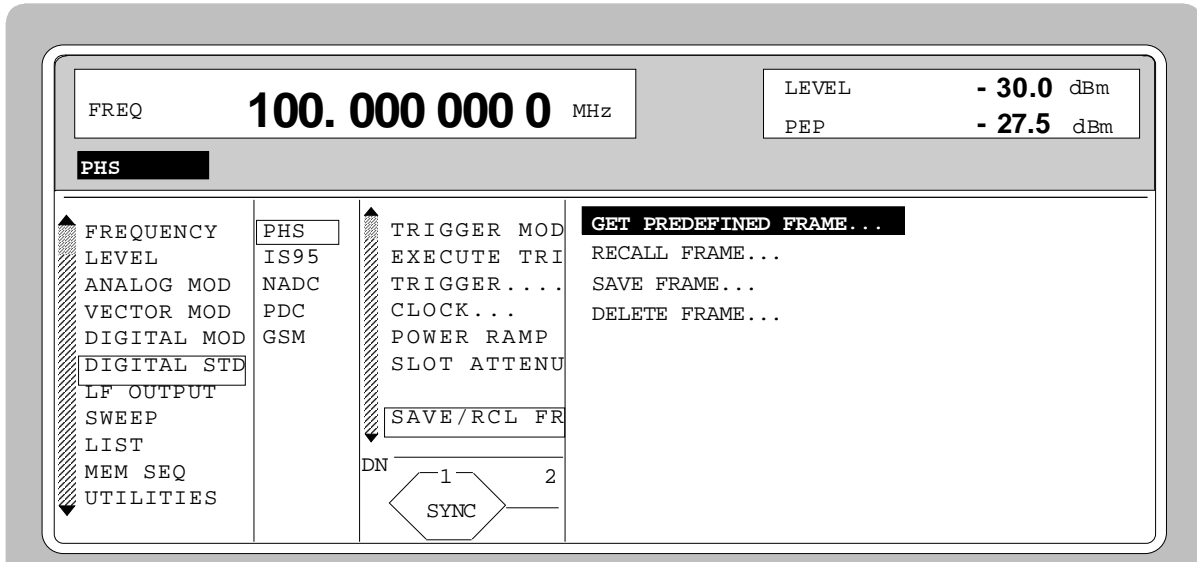 FREQ 100. 000 000 0 MHz
LEVEL - 30.0 dBm
PEP - 27.5 dBm
PHS
FREQUENCY
LEVEL
ANALOG MOD
VECTOR MOD
DIGITAL MOD
DIGITAL STD
LF OUTPUT
SWEEP
LIST
MEM SEQ
UTILITIES
PHS
IS95
NADC
PDC
GSM
TRIGGER MOD
EXECUTE TRI
TRIGGER....
CLOCK...
POWER RAMP
SLOT ATTENU
SAVE/RCL FR
DN 1 2
SYNC
GET PREDEFINED FRAME...
RECALL FRAME...
SAVE FRAME...
DELETE FRAME...